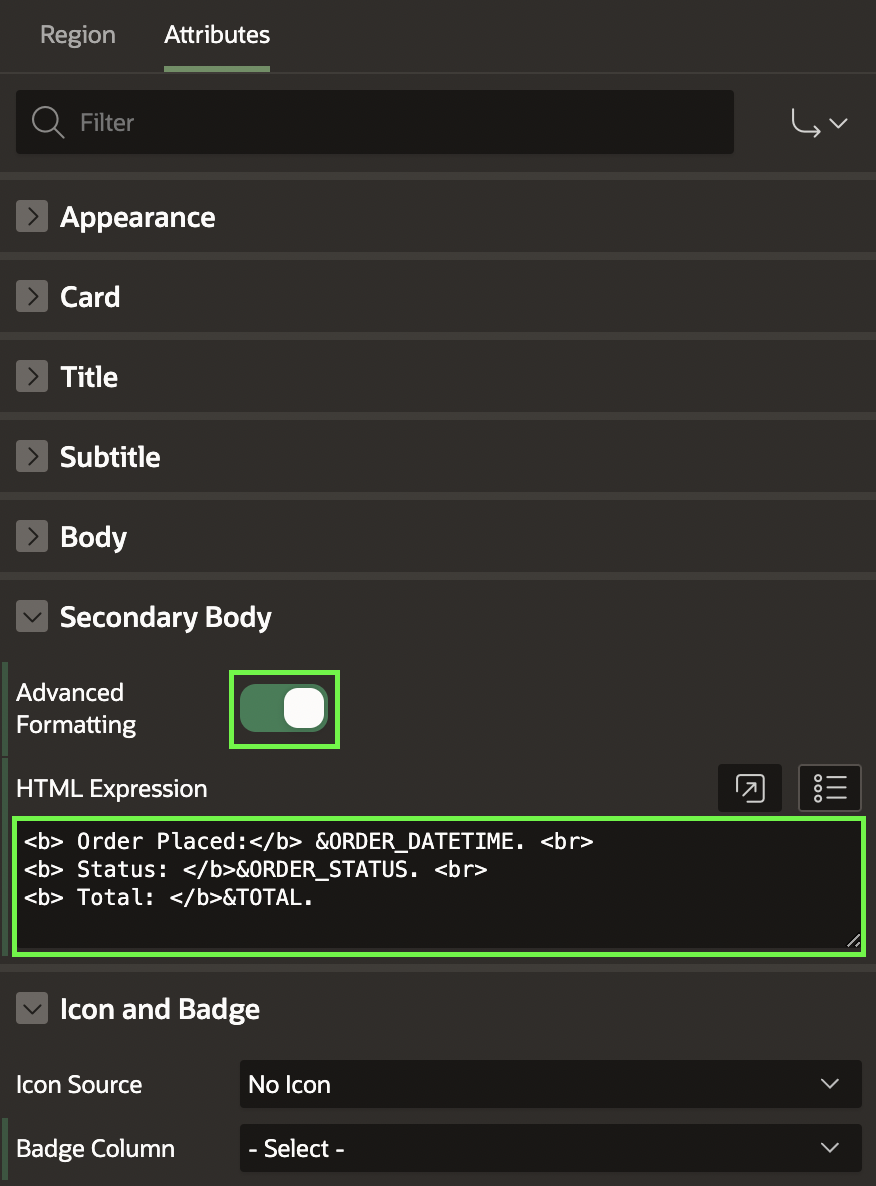 Region Attributes
Filter
Appearance
Card
Title
Subtitle
Body
Secondary Body
Advanced
Formatting
HTML Expression
<b> Order Placed:</b> &ORDER_DATETIME. <br>
<b> Status: </b>&ORDER_STATUS. <br>
<b> Total: </b>&TOTAL.
Icon and Badge
Icon Source No Icon
Badge Column - Select -